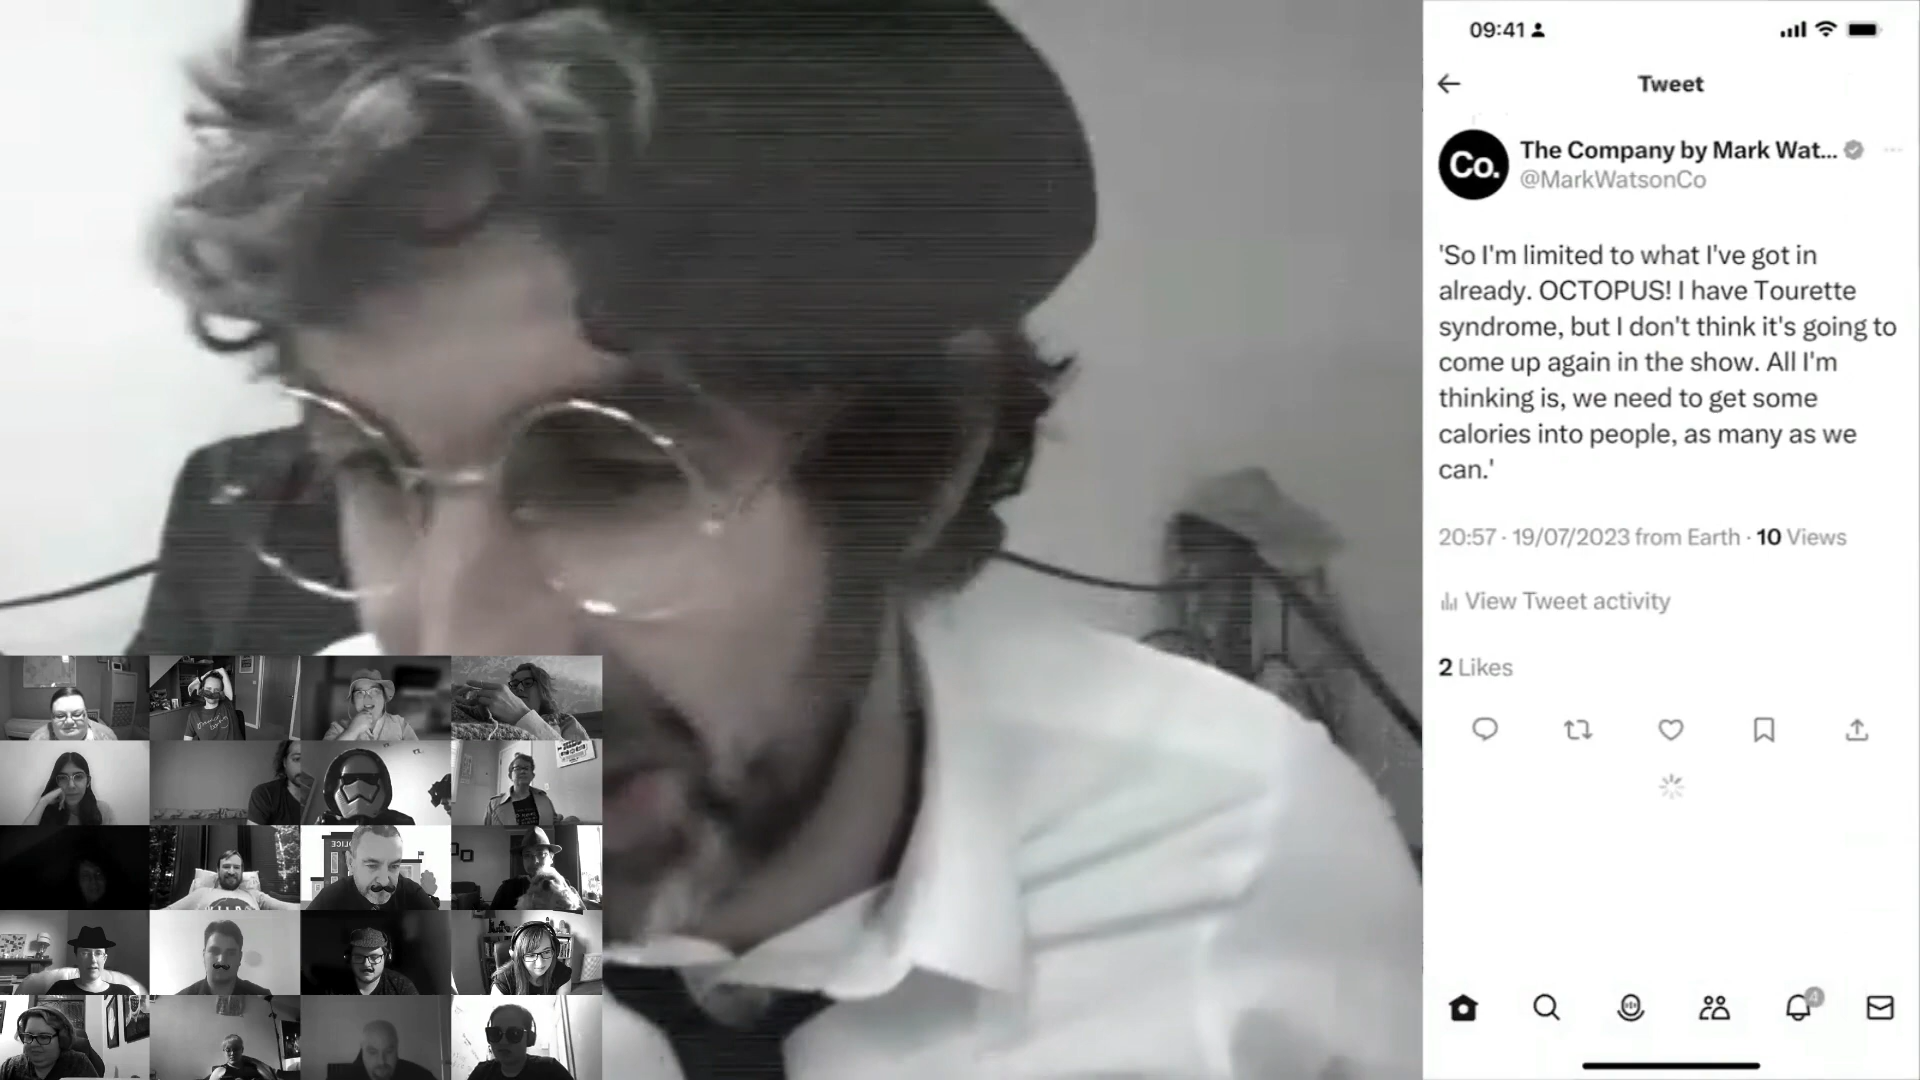 09:41
Tweet
Co.
The Company by Mark Wat...
@MarkWatsonCo
'So I'm limited to what I've got in
already. OCTOPUS! I have Tourette
syndrome, but I don't think it's going to
come up again in the show. All I'm
thinking is, we need to get some
calories into people, as many as we
can.'
20:57 · 19/07/2023 from Earth · 10 Views
View Tweet activity
2 Likes
4
POLICE